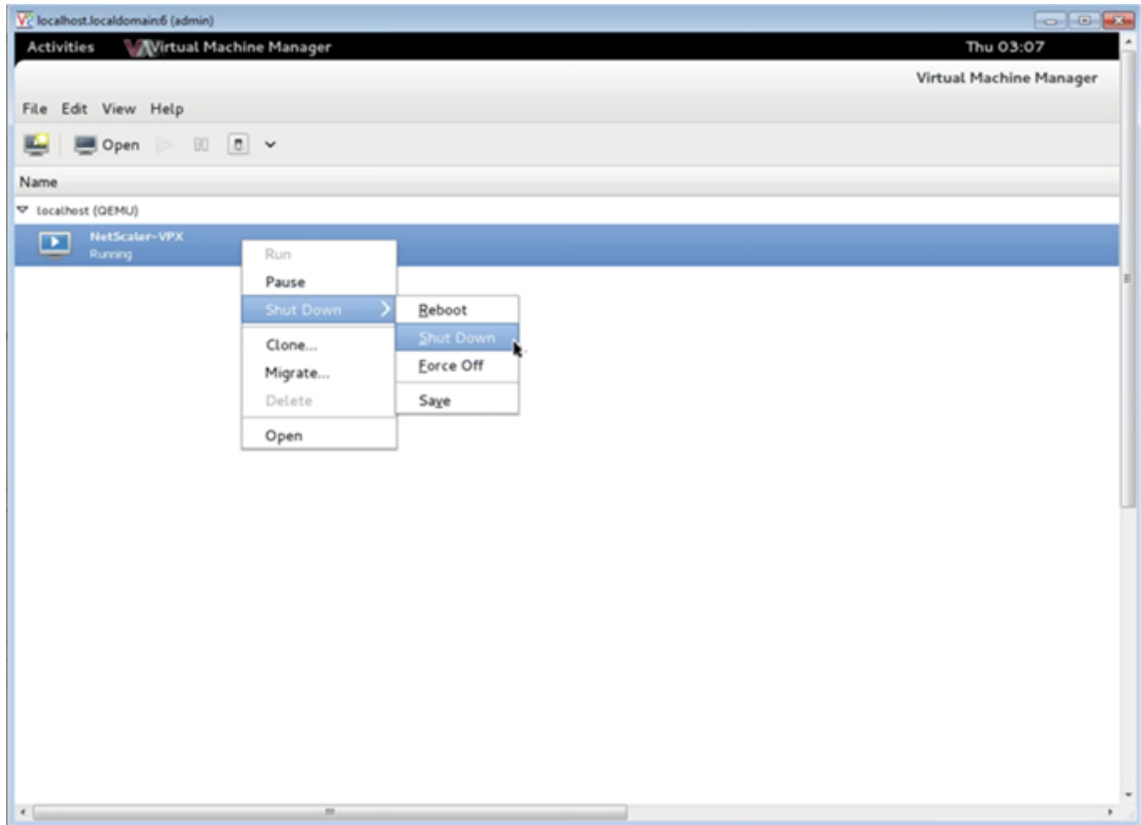 localhost.localdomain:6 (admin)
Activities Virtual Machine Manager Thu 03:07
Virtual Machine Manager
File Edit View Help
Open
Name
localhost (QEMU)
NetScaler-VPX
Running
Run
Pause
Shut Down
Clone...
Migrate...
Delete
Open
Reboot
Shut Down
Force Off
Save